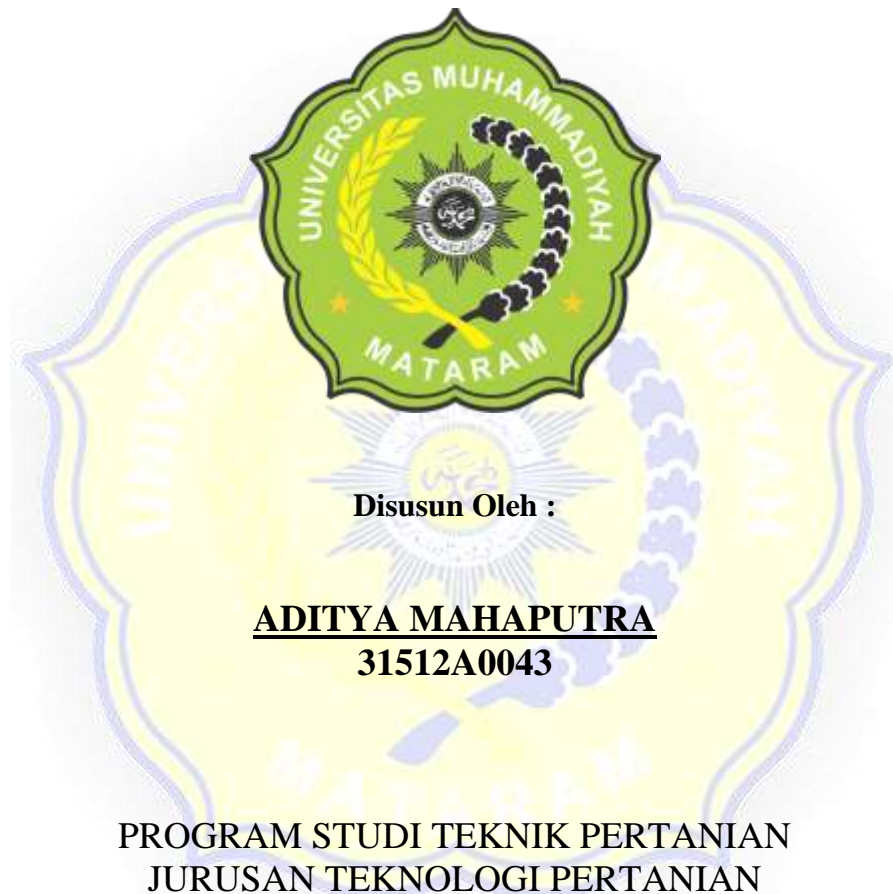 UNIVERSITAS MUHAMMADIYAH
MATARAM
Disusun Oleh :
ADITYA MAHAPUTRA
31512A0043
PROGRAM STUDI TEKNIK PERTANIAN
JURUSAN TEKNOLOGI PERTANIAN